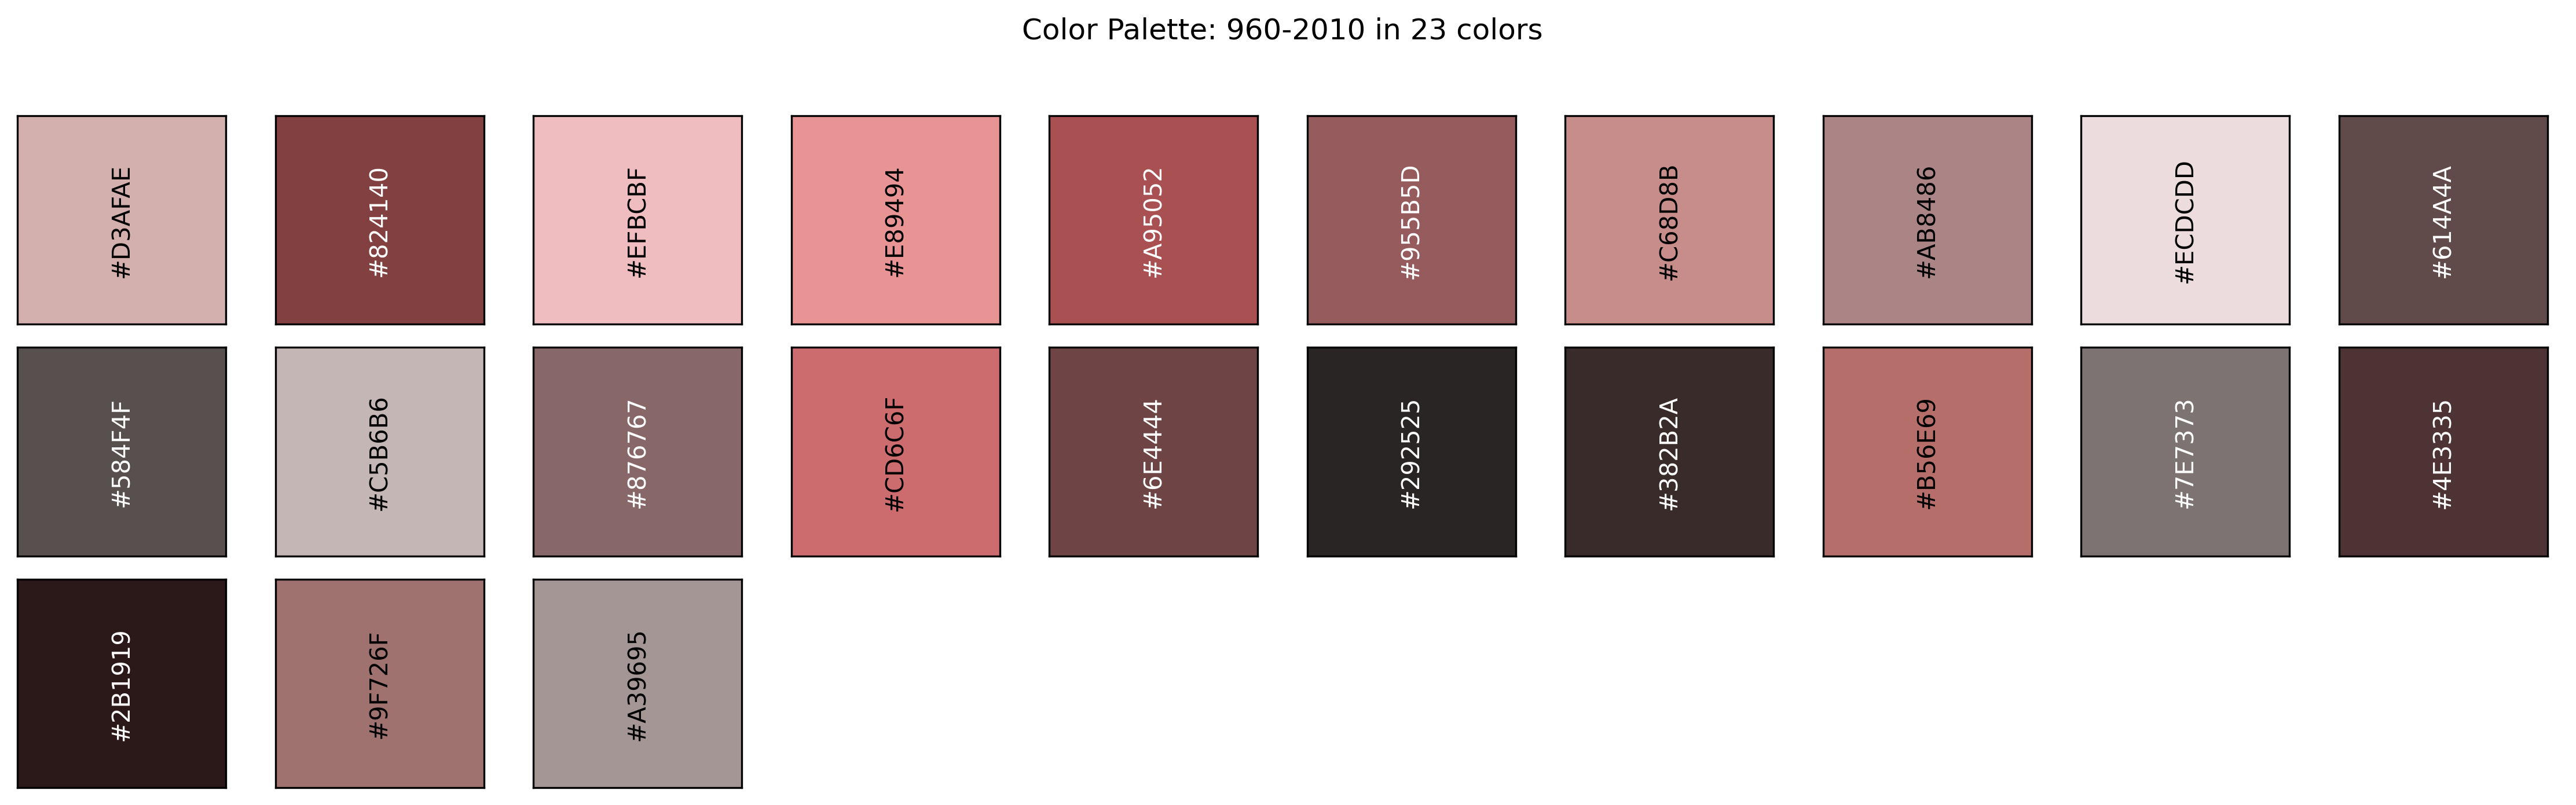 Color Palette: 960-2010 in 23 colors
#D3AFAE
#824140
#EFBCBF
#E89494
#A95052
#955B5D
#C68D8B
#AB8486
#ECDCDD
#614A4A
#584F4F
#C5B6B6
#876767
#CD6C6F
#6E4444
#292525
#382B2A
#B56E69
#7E7373
#4E3335
#2B1919
#9F726F
#A39695